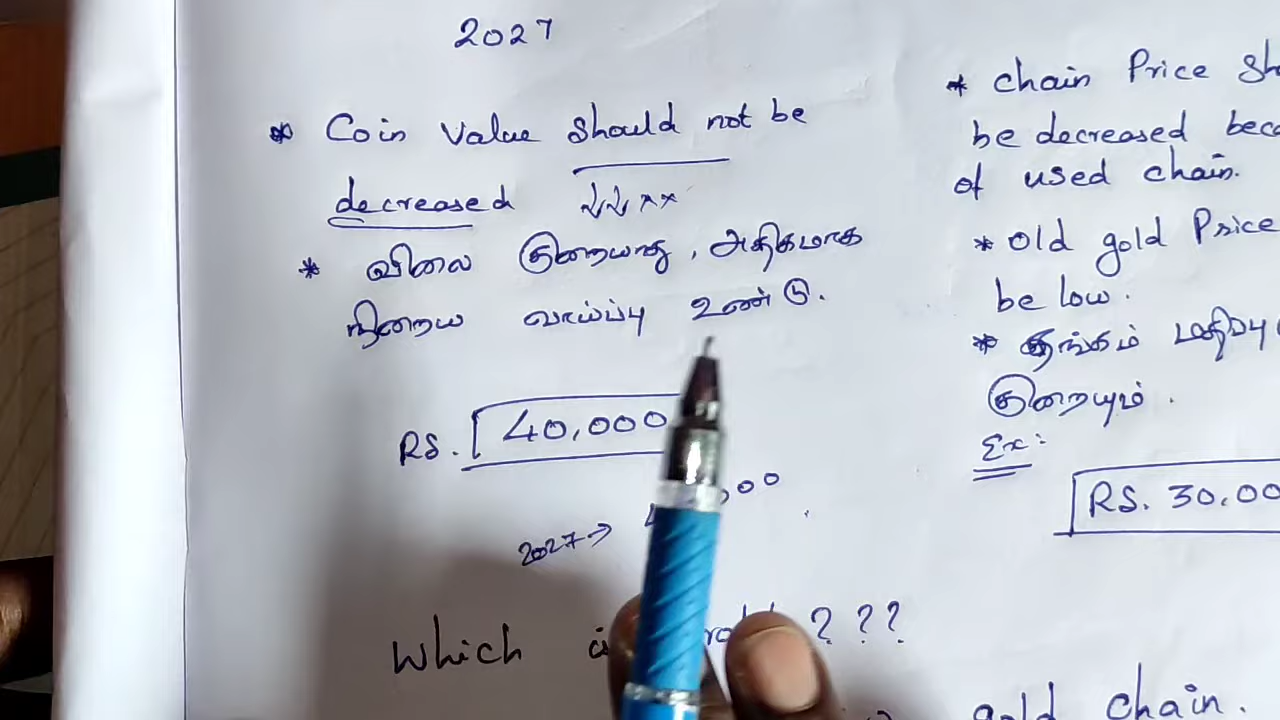 2027
* Coin Value should not be
decreased
* விலை குறையாது, அதிகமாக
நிறைய வாய்ப்பு உண்டு.
RS. 40,000
2027 →
Which
* Chain Price
be decreased
of used chain.
* Old gold Price
be low.
* தங்கம் மதிப்பு
குறையும்.
Ex:
RS. 30,00
???
gold chain.